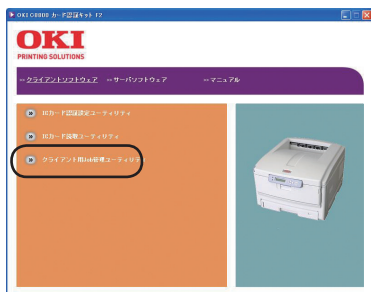 OKI C8800 カード認証キット F2
OKI
PRINTING SOLUTIONS
クライアントソフトウェア サーバソフトウェア マニュアル
ICカード認証設定ユーティリティ
ICカード読取ユーティリティ
クライアント用Job管理ユーティリティ